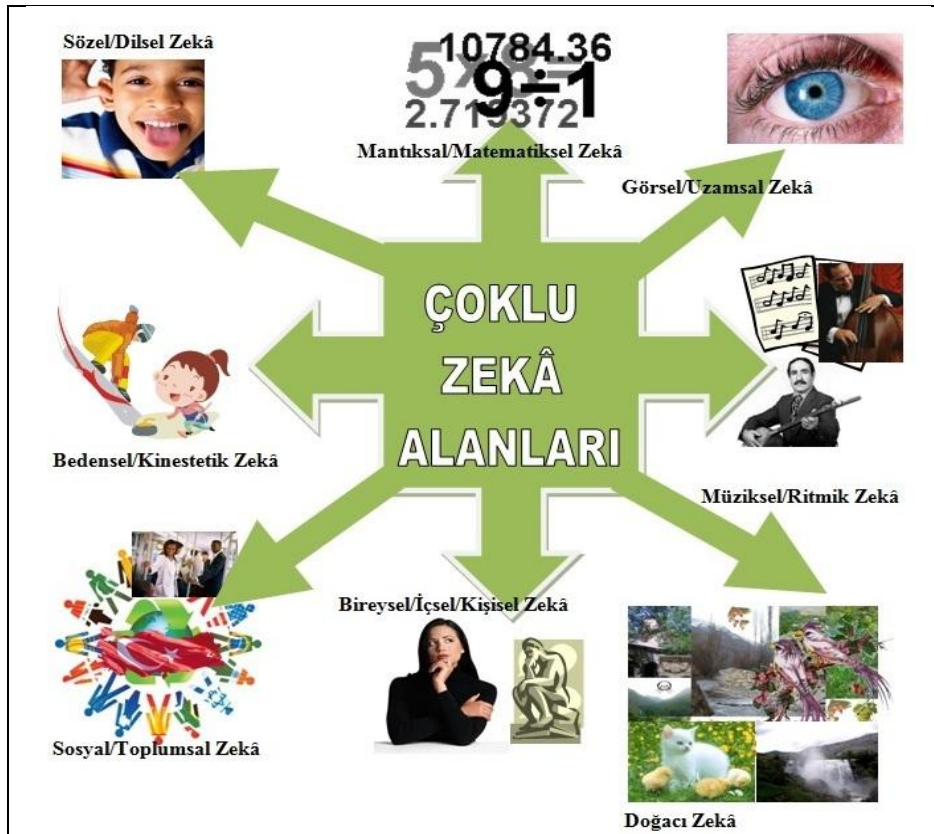 Sözel/Dilsel Zekâ
10784.36
5x8=
9÷1
2.719372
Mantıksal/Matematiksel Zekâ
Görsel/Uzamsal Zekâ
ÇOKLU
ZEKÂ
ALANLARI
Bedensel/Kinestetik Zekâ
Müziksel/Ritmik Zekâ
Bireysel/İçsel/Kişisel Zekâ
Sosyal/Toplumsal Zekâ
Doğacı Zekâ